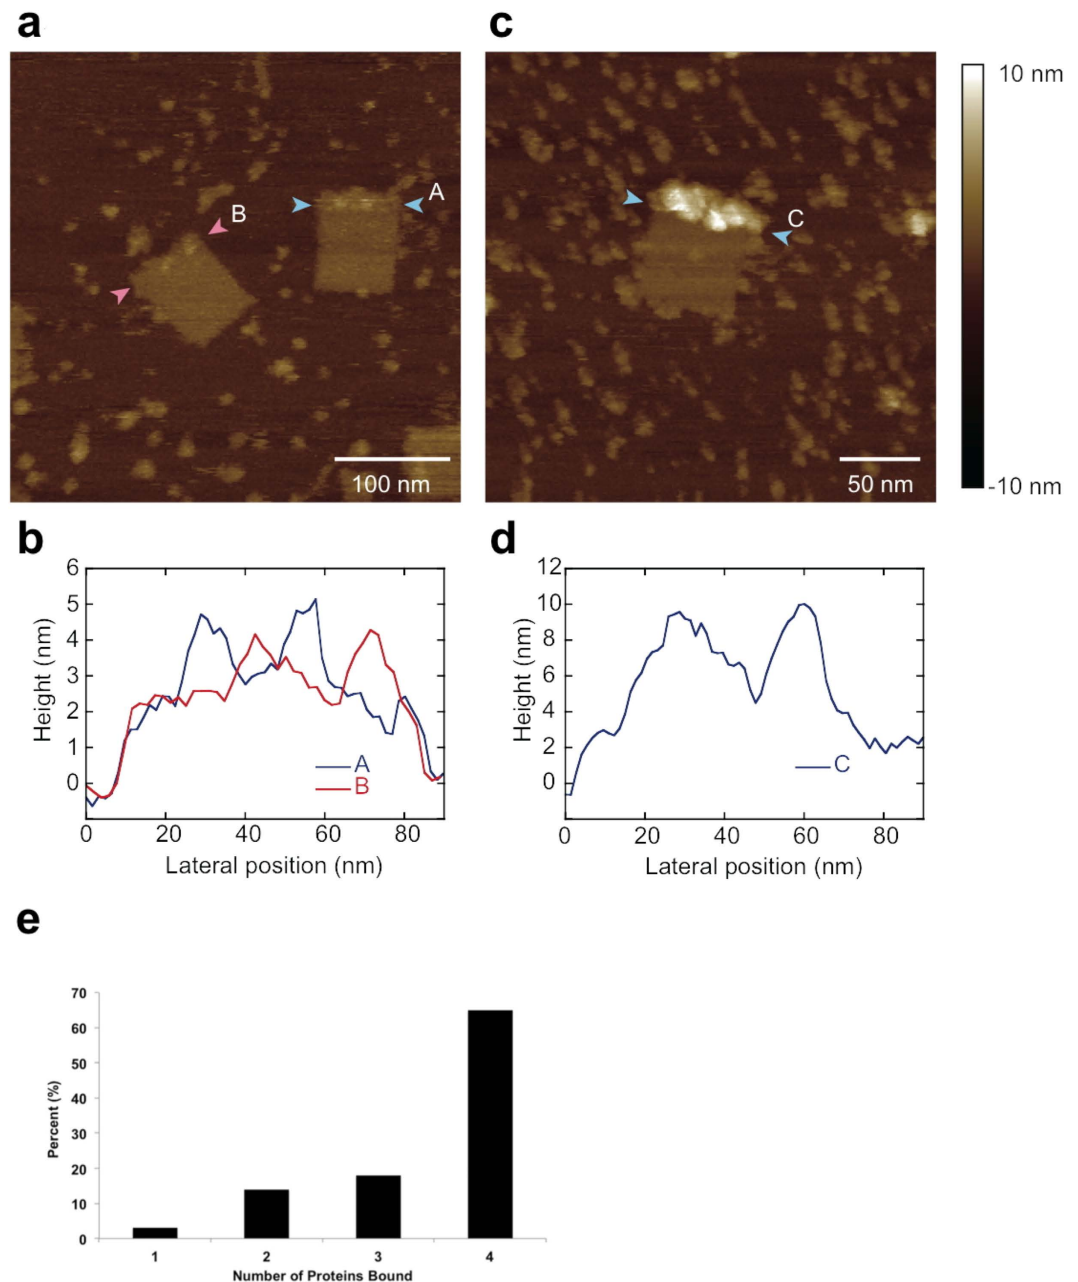 a
c
10 nm
A
B
C
100 nm
50 nm
-10 nm
b
d
6
5
4
3
2
1
0
Height (nm)
A
B
0 20 40 60 80
Lateral position (nm)
12
10
8
6
4
2
0
Height (nm)
C
0 20 40 60 80
Lateral position (nm)
e
70
60
50
40
30
20
10
0
Percent (%)
1 2 3 4
Number of Proteins Bound